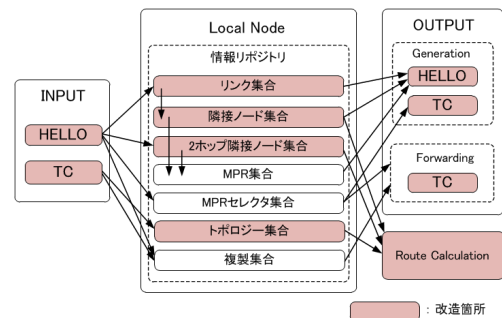 INPUT
HELLO
TC
Local Node
情報リポジトリ
リンク集合
隣接ノード集合
2ホップ隣接ノード集合
MPR集合
MPRセレクタ集合
トポロジー集合
複製集合
OUTPUT
Generation
HELLO
TC
Forwarding
TC
Route Calculation
: 改造箇所